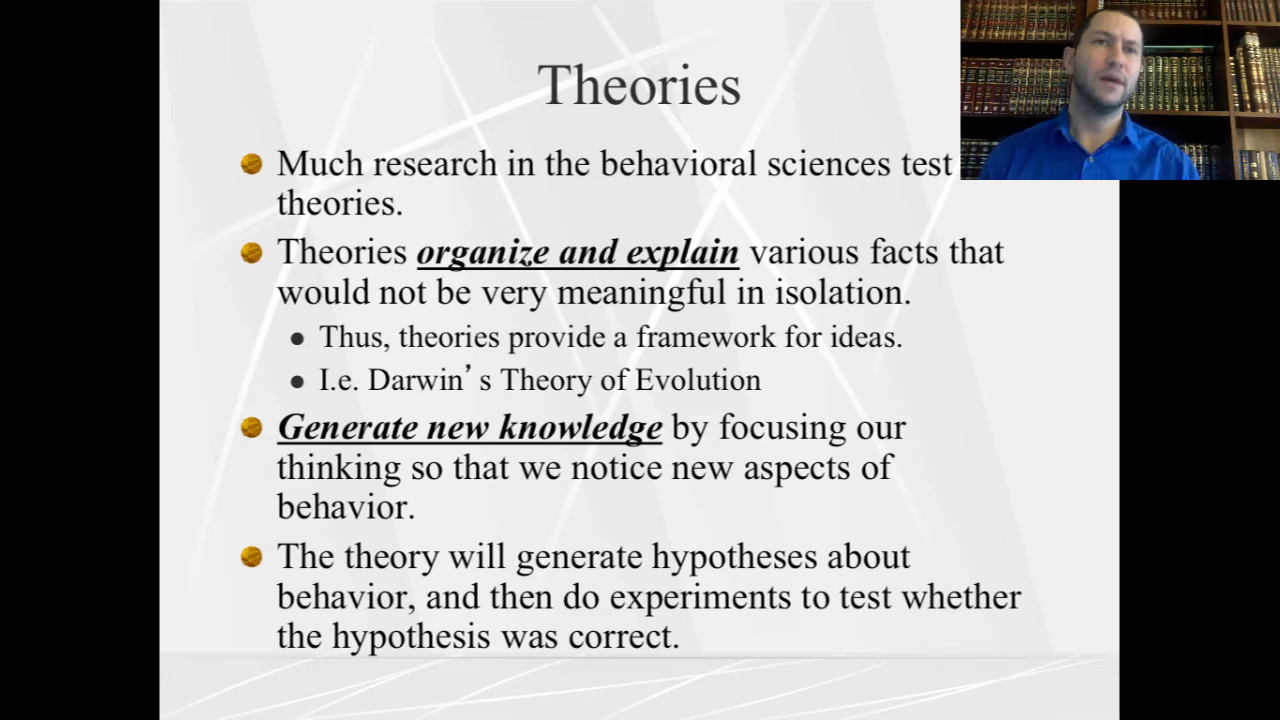 Theories
Much research in the behavioral sciences test
theories.
Theories organize and explain various facts that
would not be very meaningful in isolation.
Thus, theories provide a framework for ideas.
I.e. Darwin’s Theory of Evolution
Generate new knowledge by focusing our
thinking so that we notice new aspects of
behavior.
The theory will generate hypotheses about
behavior, and then do experiments to test whether
the hypothesis was correct.